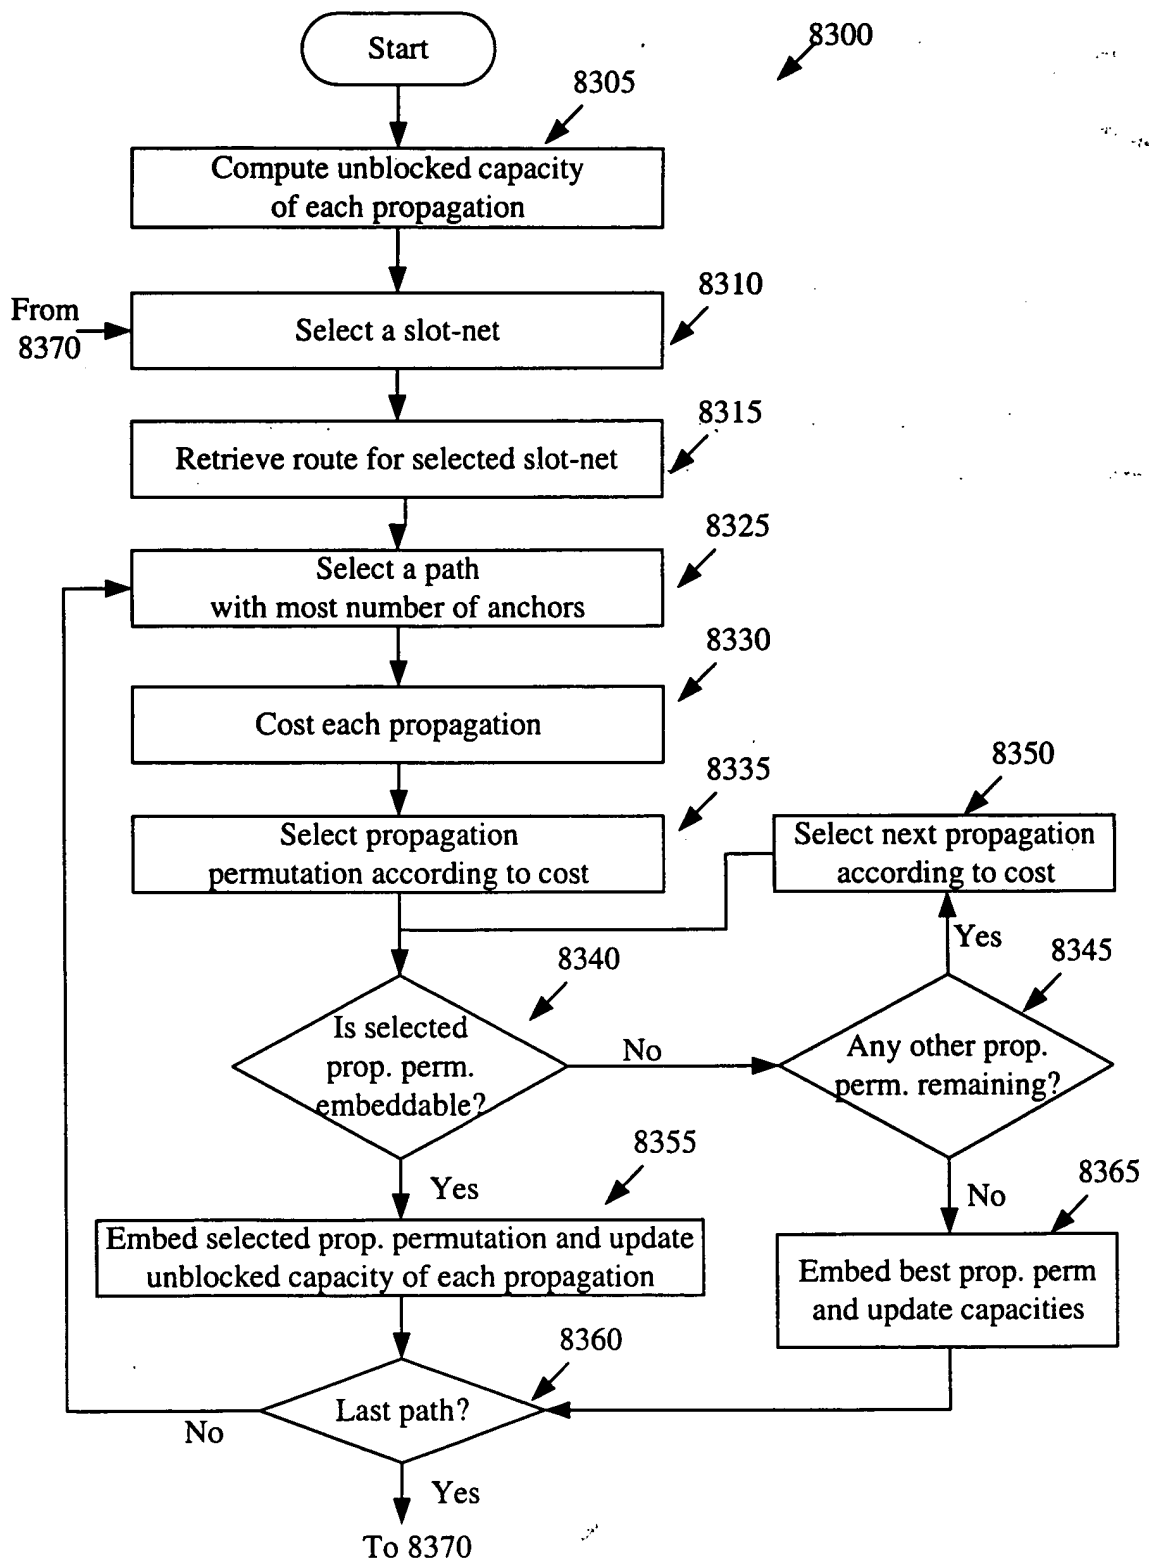 Start
8300
8305
Compute unblocked capacity
of each propagation
8310
From
8370
Select a slot-net
8315
Retrieve route for selected slot-net
8325
Select a path
with most number of anchors
8330
Cost each propagation
8335
Select propagation
permutation according to cost
8350
Select next propagation
according to cost
Yes
8340
Is selected
prop. perm.
embeddable?
No
8345
Any other prop.
perm. remaining?
Yes
8355
Embed selected prop. permutation and update
unblocked capacity of each propagation
No
8365
Embed best prop. perm
and update capacities
8360
Last path?
No
Yes
To 8370